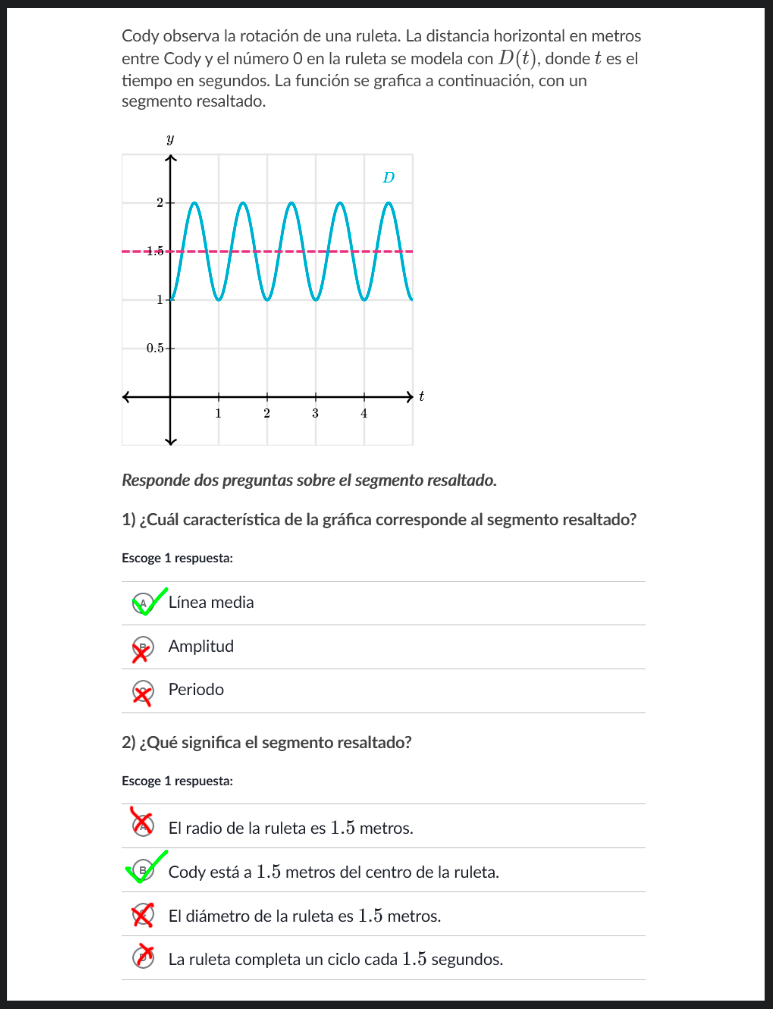 Cody observa la rotación de una ruleta. La distancia horizontal en metros
entre Cody y el número 0 en la ruleta se modela con D(t), donde t es el
tiempo en segundos. La función se grafica a continuación, con un
segmento resaltado.
y
D
2
1.5
1
0.5
t
1 2 3 4
Responde dos preguntas sobre el segmento resaltado.
1) ¿Cuál característica de la gráfica corresponde al segmento resaltado?
Escoge 1 respuesta:
A Línea media
B Amplitud
C Periodo
2) ¿Qué significa el segmento resaltado?
Escoge 1 respuesta:
A El radio de la ruleta es 1.5 metros.
B Cody está a 1.5 metros del centro de la ruleta.
C El diámetro de la ruleta es 1.5 metros.
D La ruleta completa un ciclo cada 1.5 segundos.